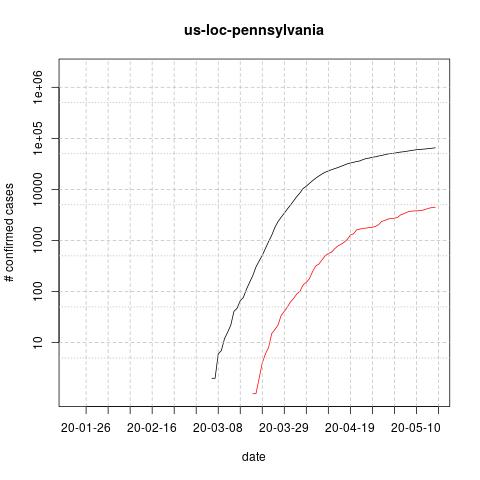 us-loc-pennsylvania
# confirmed cases
1e+06
1e+05
10000
1000
100
10
20-01-26 20-02-16 20-03-08 20-03-29 20-04-19 20-05-10
date